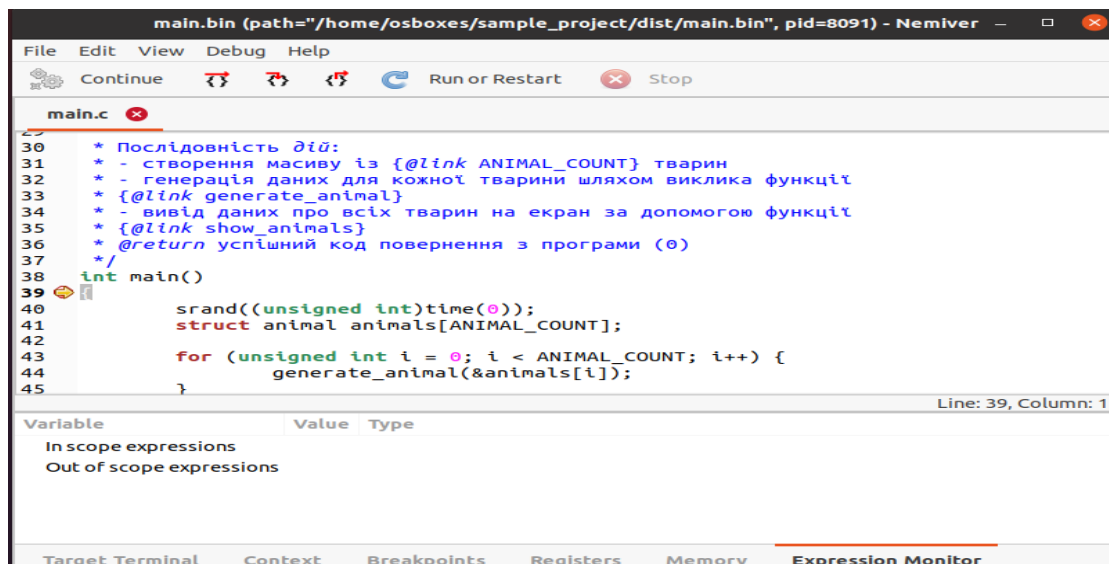 main.bin (path="/home/osboxes/sample_project/dist/main.bin", pid=8091) - Nemiver
File Edit View Debug Help
Continue Run or Restart Stop
main.c
29
30 * Послідовність дій:
31 * - створення масиву із {@link ANIMAL_COUNT} тварин
32 * - генерація даних для кожної тварини шляхом виклика функції
33 * {@link generate_animal}
34 * - вивід даних про всіх тварин на екран за допомогою функції
35 * {@link show_animals}
36 * @return успішний код повернення з програми (0)
37 */
38 int main()
39 {
40 srand((unsigned int)time(0));
41 struct animal animals[ANIMAL_COUNT];
42
43 for (unsigned int i = 0; i < ANIMAL_COUNT; i++) {
44 generate_animal(&animals[i]);
45 }
Line: 39, Column: 1
Variable Value Type
In scope expressions
Out of scope expressions
Target Terminal Context Breakpoints Registers Memory Expression Monitor